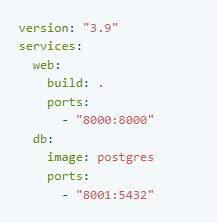 version: "3.9"
services:
  web:
    build: .
    ports:
      - "8000:8000"
  db:
    image: postgres
    ports:
      - "8001:5432"